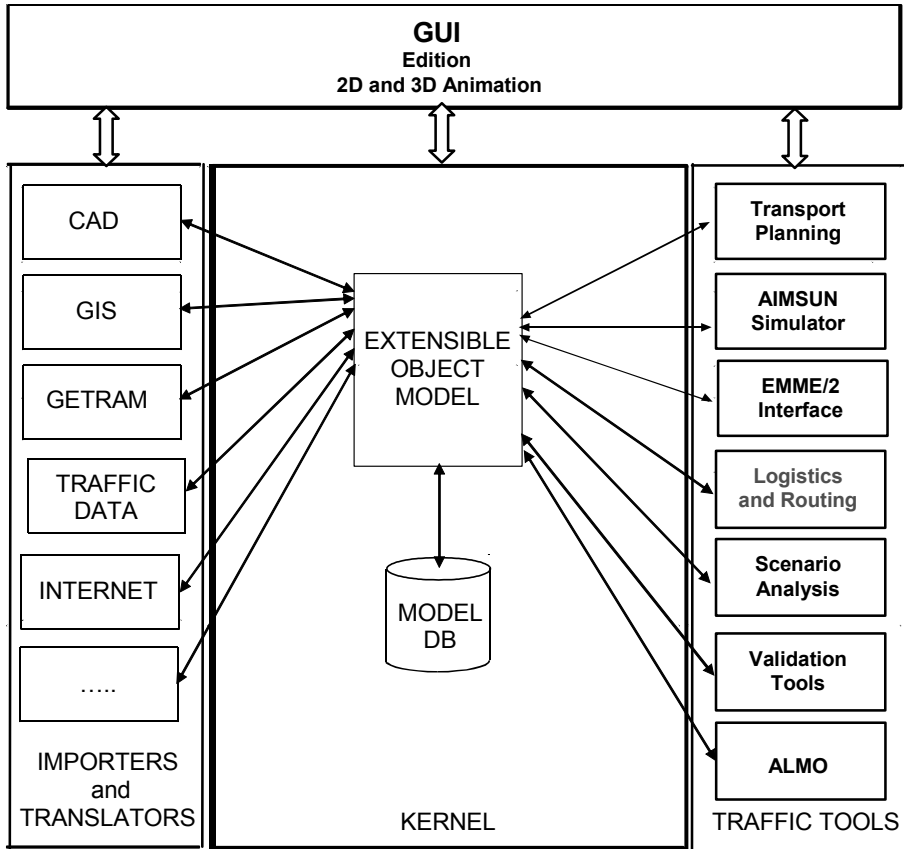 GUI
Edition
2D and 3D Animation
CAD
GIS
GETRAM
TRAFFIC
DATA
INTERNET
…..
IMPORTERS
and
TRANSLATORS
EXTENSIBLE
OBJECT
MODEL
MODEL
DB
KERNEL
Transport
Planning
AIMSUN
Simulator
EMME/2
Interface
Logistics
and Routing
Scenario
Analysis
Validation
Tools
ALMO
TRAFFIC TOOLS